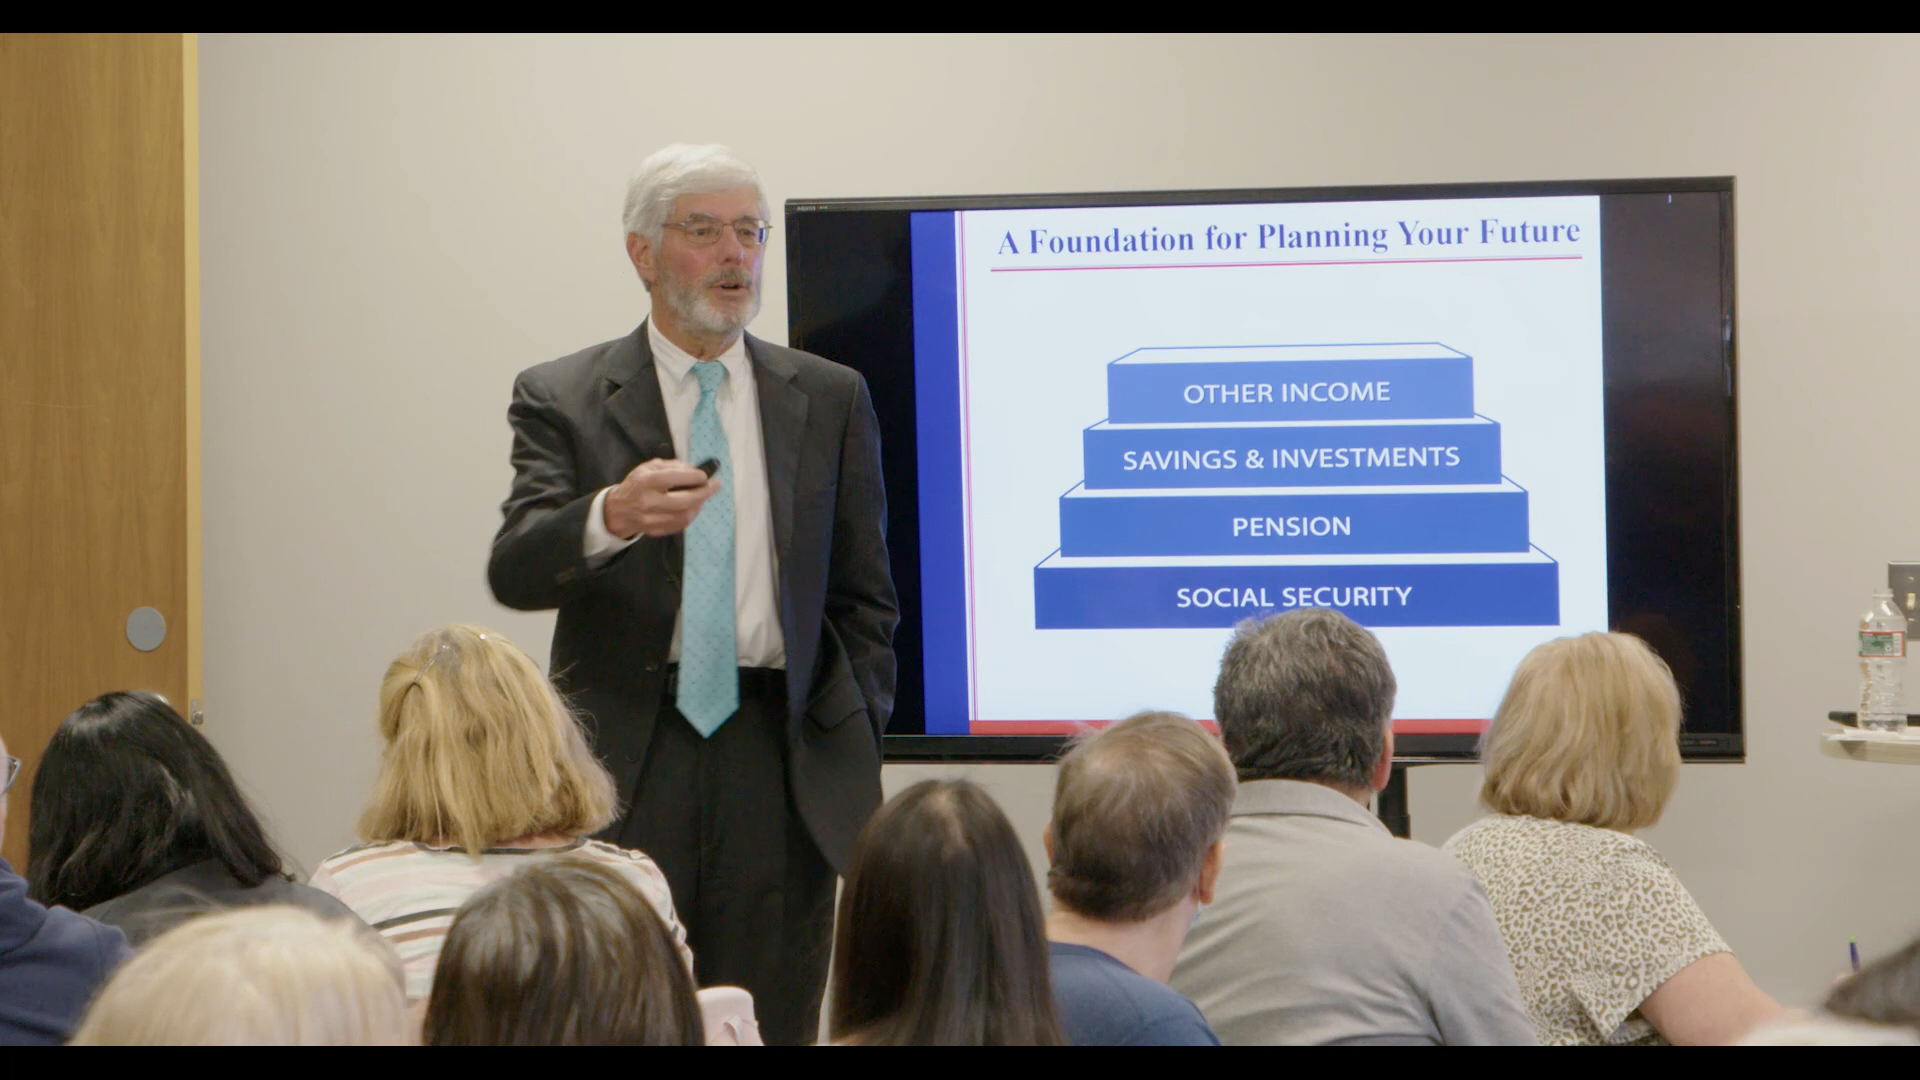 A Foundation for Planning Your Future
OTHER INCOME
SAVINGS & INVESTMENTS
PENSION
SOCIAL SECURITY